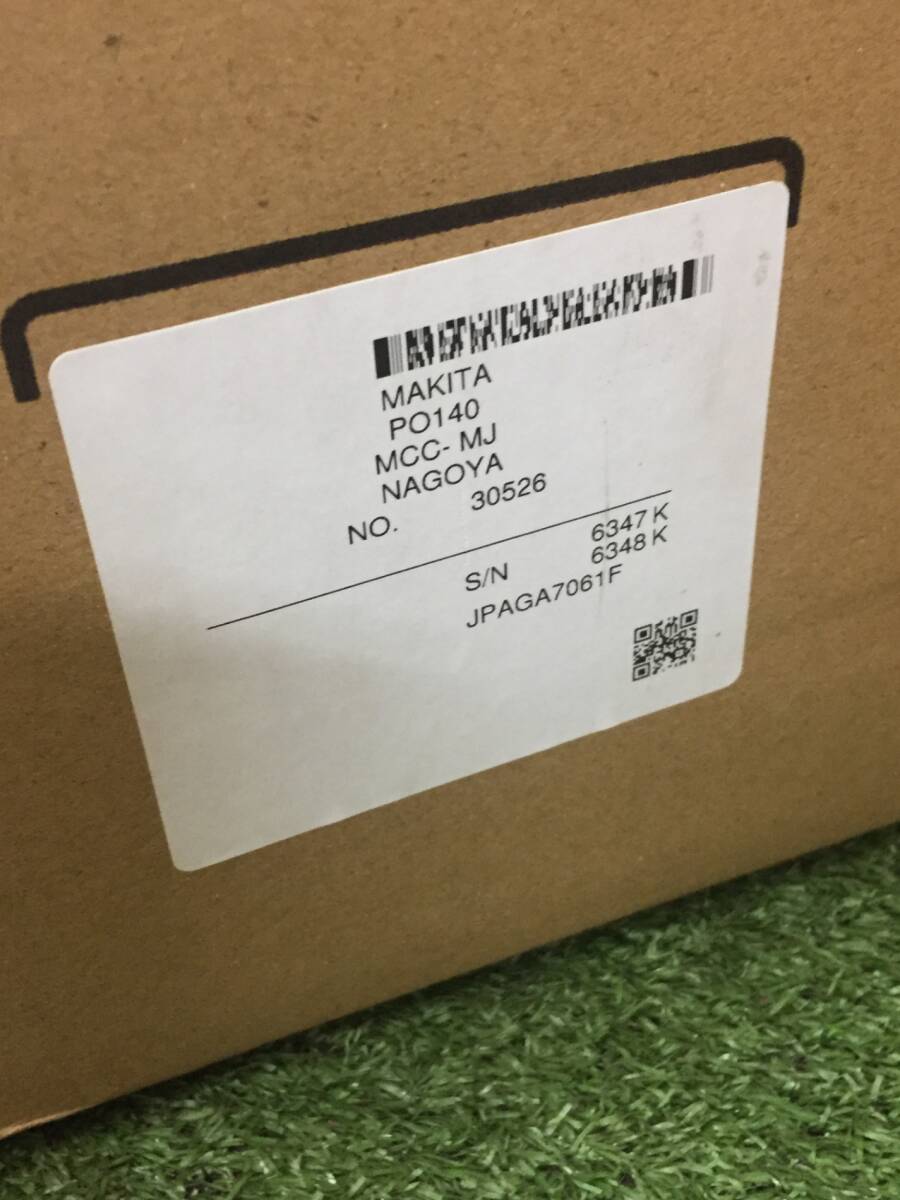 MAKITA
PO140
MCC- MJ
NAGOYA
NO. 30526
6347 K
S/N 6348 K
JPAGA7061F